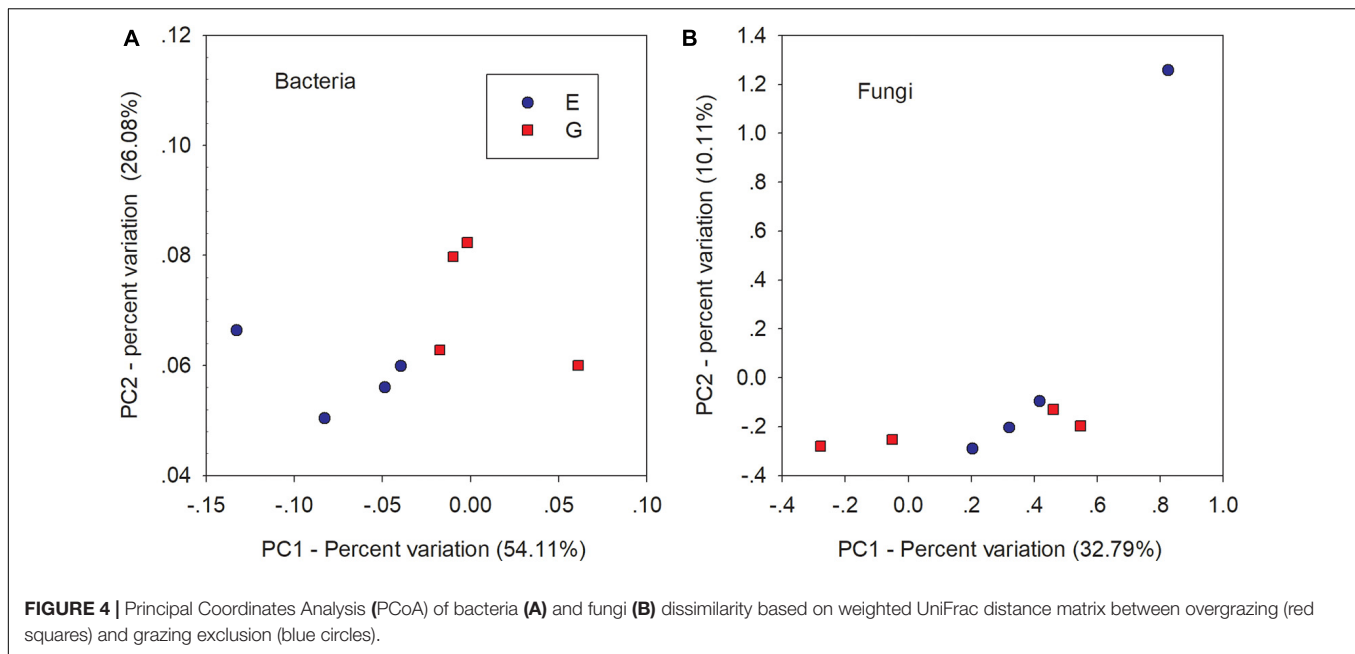 A
Bacteria
E
G
.12
.10
.08
.06
.04
PC2 - percent variation (26.08%)
-.15 -.10 -.05 0.00 .05 .10
PC1 - Percent variation (54.11%)
B
Fungi
1.4
1.2
1.0
.8
.6
.4
.2
0.0
-.2
-.4
PC2 - percent variation (10.11%)
-.4 -.2 0.0 .2 .4 .6 .8 1.0
PC1 - Percent variation (32.79%)
FIGURE 4 | Principal Coordinates Analysis (PCoA) of bacteria (A) and fungi (B) dissimilarity based on weighted UniFrac distance matrix between overgrazing (red
squares) and grazing exclusion (blue circles).